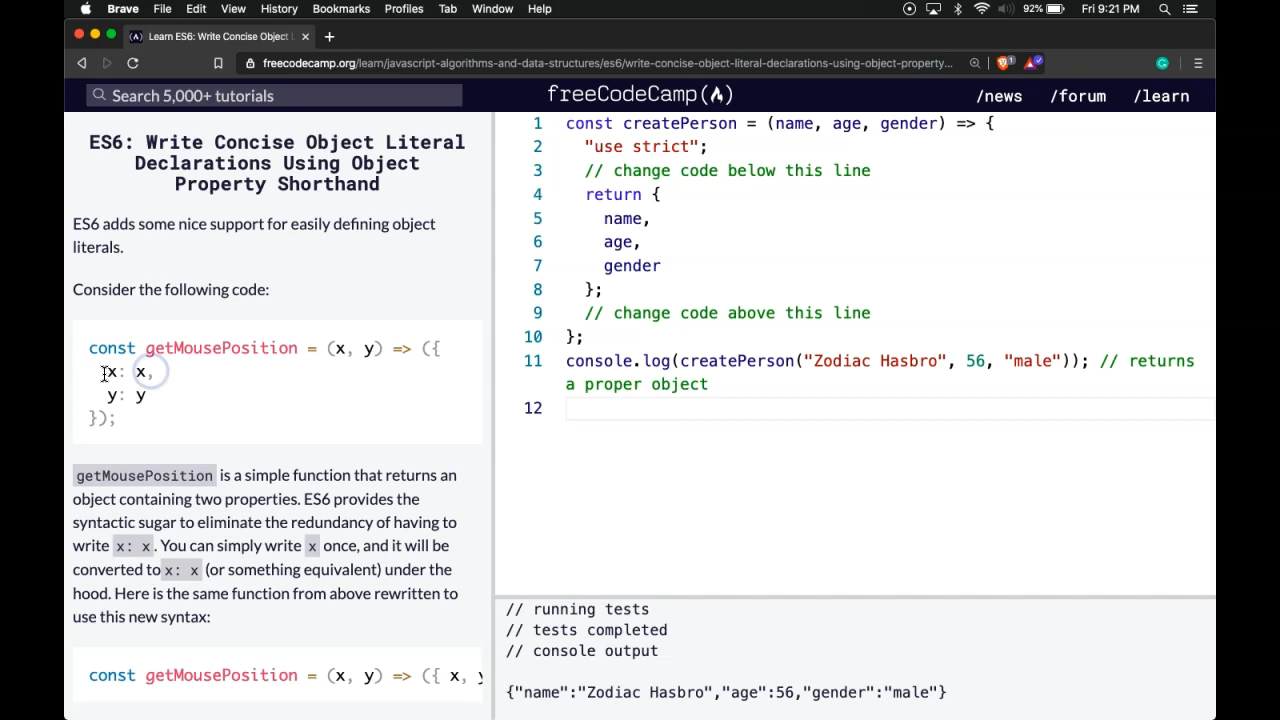 Brave File Edit View History Bookmarks Profiles Tab Window Help 92% Fri 9:21 PM
Learn ES6: Write Concise Object L
freecodecamp.org/learn/javascript-algorithms-and-data-structures/es6/write-concise-object-literal-declarations-using-object-property...
Search 5,000+ tutorials
freeCodeCamp
/news /forum /learn
ES6: Write Concise Object Literal
Declarations Using Object
Property Shorthand
ES6 adds some nice support for easily defining object
literals.
Consider the following code:
const getMousePosition = (x, y) => ({
x: x,
y: y
});
getMousePosition is a simple function that returns an
object containing two properties. ES6 provides the
syntactic sugar to eliminate the redundancy of having to
write x: x. You can simply write x once, and it will be
converted to x: x (or something equivalent) under the
hood. Here is the same function from above rewritten to
use this new syntax:
const getMousePosition = (x, y) => ({ x, y
1 const createPerson = (name, age, gender) => {
2 "use strict";
3 // change code below this line
4 return {
5 name,
6 age,
7 gender
8 };
9 // change code above this line
10 };
11 console.log(createPerson("Zodiac Hasbro", 56, "male")); // returns
a proper object
12
// running tests
// tests completed
// console output
{"name":"Zodiac Hasbro","age":56,"gender":"male"}